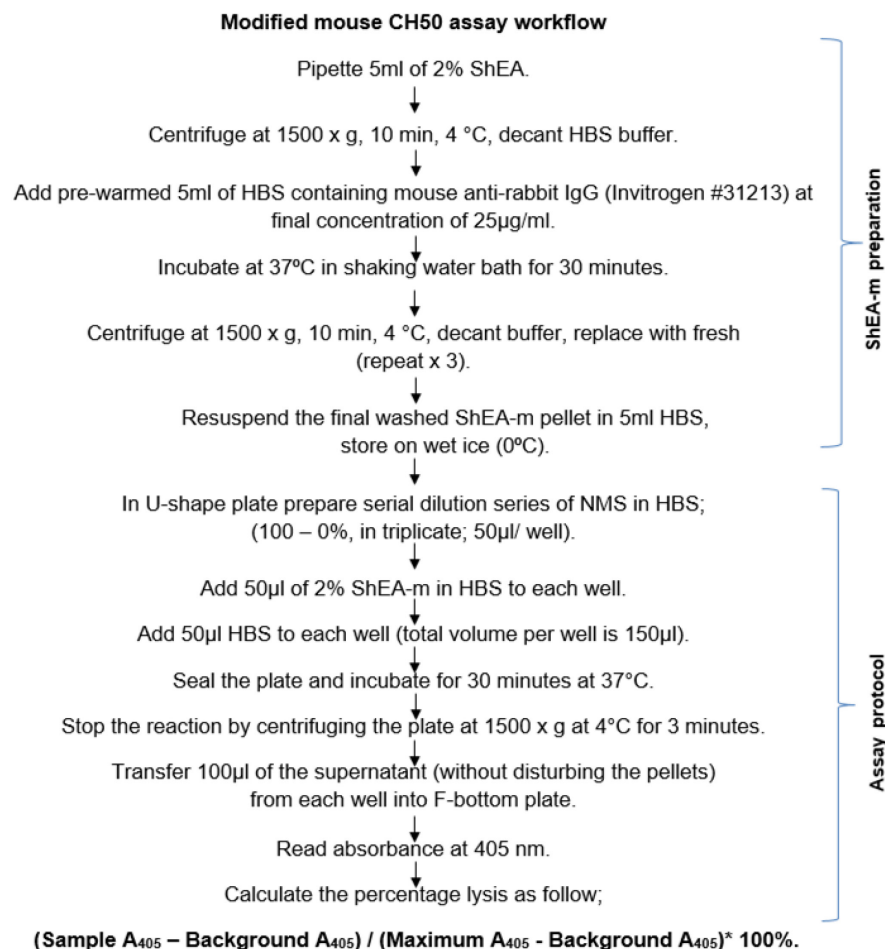 Modified mouse CH50 assay workflow
Pipette 5ml of 2% ShEA.
Centrifuge at 1500 x g, 10 min, 4 °C, decant HBS buffer.
Add pre-warmed 5ml of HBS containing mouse anti-rabbit IgG (Invitrogen #31213) at
final concentration of 25µg/ml.
Incubate at 37ºC in shaking water bath for 30 minutes.
Centrifuge at 1500 x g, 10 min, 4 °C, decant buffer, replace with fresh
(repeat x 3).
Resuspend the final washed ShEA-m pellet in 5ml HBS,
store on wet ice (0ºC).
ShEA-m preparation
In U-shape plate prepare serial dilution series of NMS in HBS;
(100 – 0%, in triplicate; 50µl/ well).
Add 50µl of 2% ShEA-m in HBS to each well.
Add 50µl HBS to each well (total volume per well is 150µl).
Seal the plate and incubate for 30 minutes at 37°C.
Stop the reaction by centrifuging the plate at 1500 x g at 4°C for 3 minutes.
Transfer 100µl of the supernatant (without disturbing the pellets)
from each well into F-bottom plate.
Read absorbance at 405 nm.
Calculate the percentage lysis as follow;
(Sample A₄₀₅ – Background A₄₀₅) / (Maximum A₄₀₅ - Background A₄₀₅)* 100%.
Assay protocol